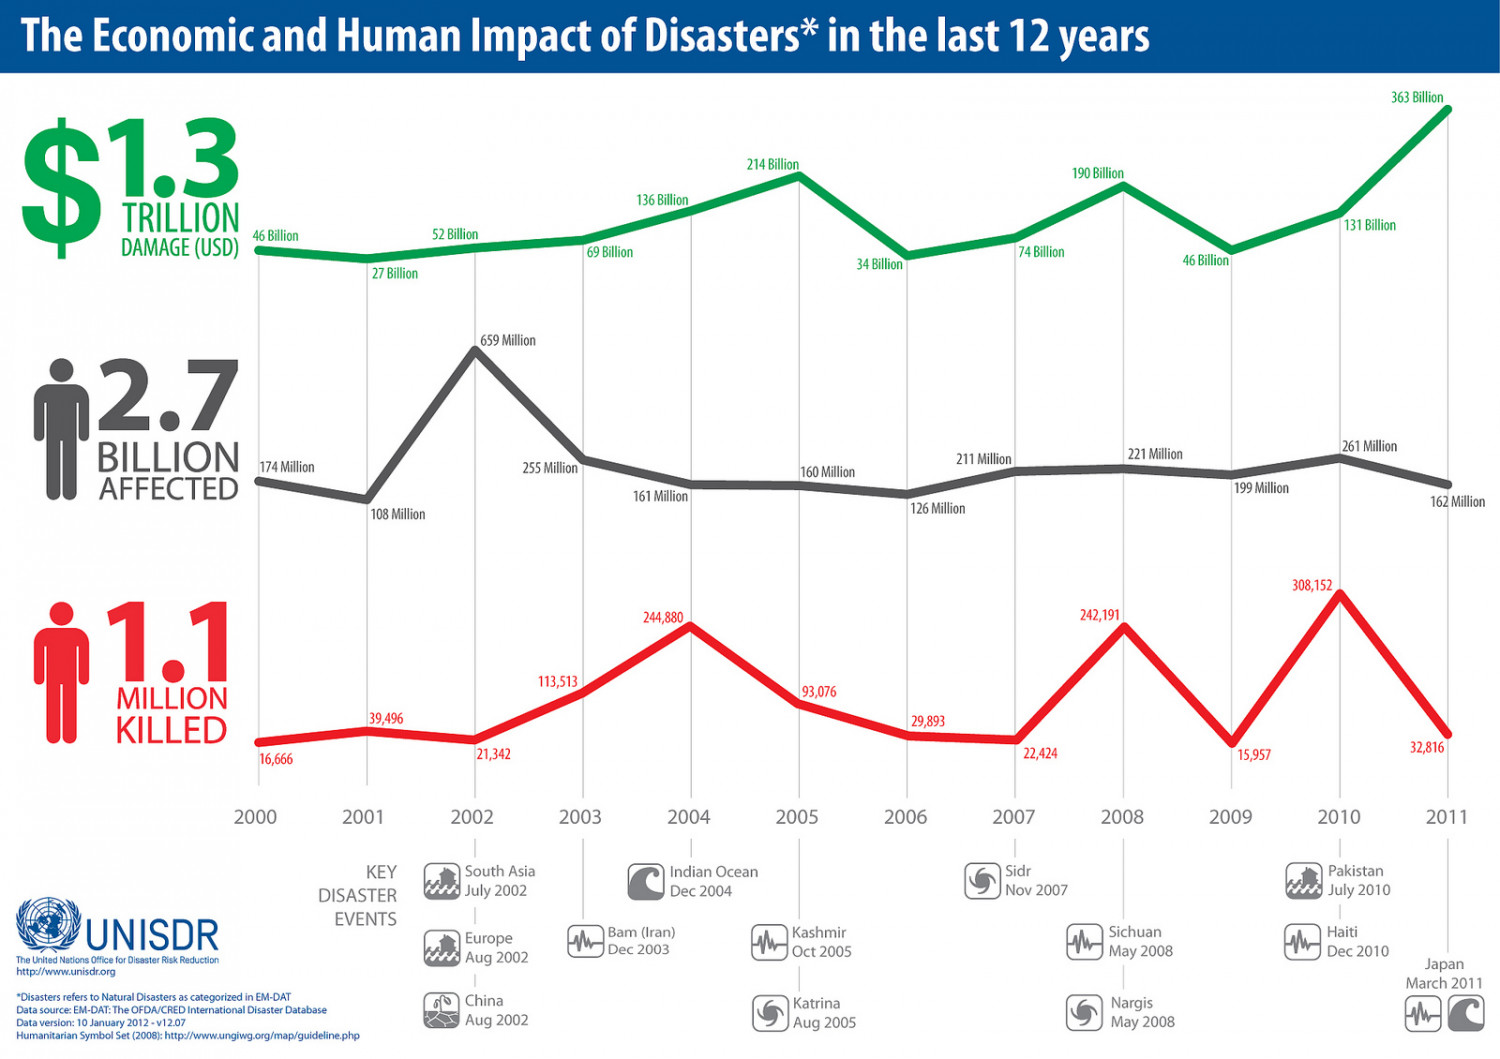 The Economic and Human Impact of Disasters* in the last 12 years
$1.3
TRILLION
DAMAGE (USD)
46 Billion
27 Billion
52 Billion
69 Billion
136 Billion
214 Billion
34 Billion
74 Billion
190 Billion
46 Billion
131 Billion
363 Billion
2.7
BILLION
AFFECTED
174 Million
108 Million
659 Million
255 Million
161 Million
160 Million
126 Million
211 Million
221 Million
199 Million
261 Million
162 Million
1.1
MILLION
KILLED
16,666
39,496
21,342
113,513
244,880
93,076
29,893
22,424
242,191
15,957
308,152
32,816
2000 2001 2002 2003 2004 2005 2006 2007 2008 2009 2010 2011
KEY
DISASTER
EVENTS
South Asia
July 2002
Europe
Aug 2002
China
Aug 2002
Bam (Iran)
Dec 2003
Indian Ocean
Dec 2004
Kashmir
Oct 2005
Katrina
Aug 2005
Sidr
Nov 2007
Sichuan
May 2008
Nargis
May 2008
Pakistan
July 2010
Haiti
Dec 2010
Japan
March 2011
UNISDR
The United Nations Office for Disaster Risk Reduction
http://www.unisdr.org
*Disasters refers to Natural Disasters as categorized in EM-DAT
Data source: EM-DAT: The OFDA/CRED International Disaster Database
Data version: 10 January 2012 - v12.07
Humanitarian Symbol Set (2008): http://www.ungiwg.org/map/guideline.php